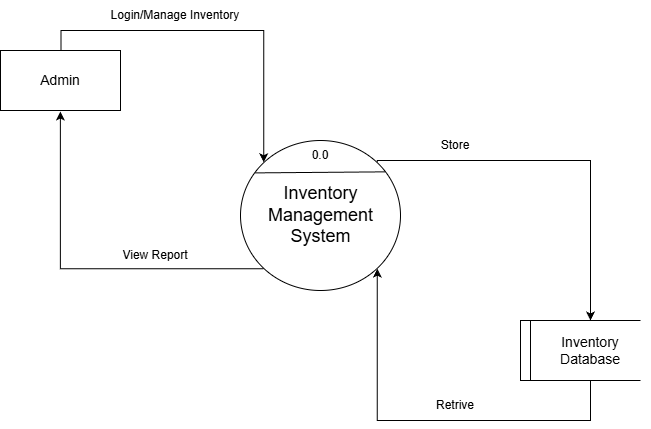 Login/Manage Inventory
Admin
0.0
Store
Inventory
Management
System
View Report
Inventory
Database
Retrive